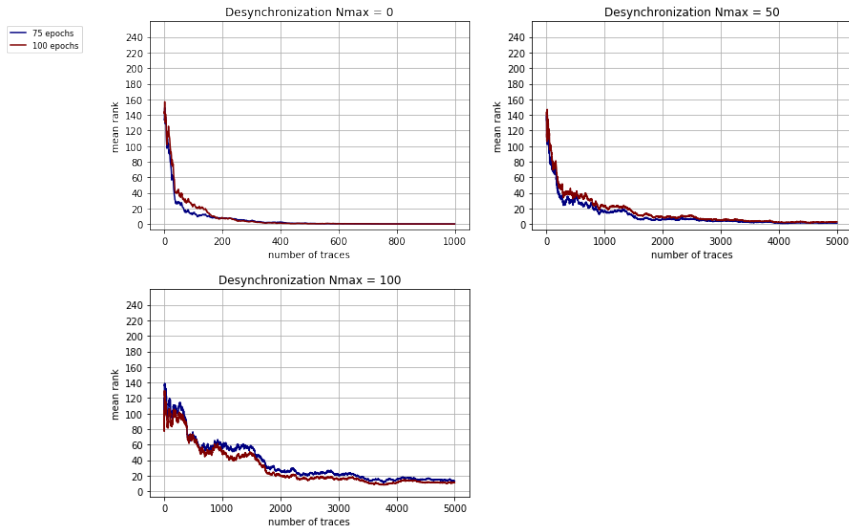 75 epochs
100 epochs
Desynchronization Nmax = 0
mean rank
240
220
200
180
160
140
120
100
80
60
40
20
0
0 200 400 600 800 1000
number of traces
Desynchronization Nmax = 50
mean rank
240
220
200
180
160
140
120
100
80
60
40
20
0
0 1000 2000 3000 4000 5000
number of traces
Desynchronization Nmax = 100
mean rank
240
220
200
180
160
140
120
100
80
60
40
20
0
0 1000 2000 3000 4000 5000
number of traces